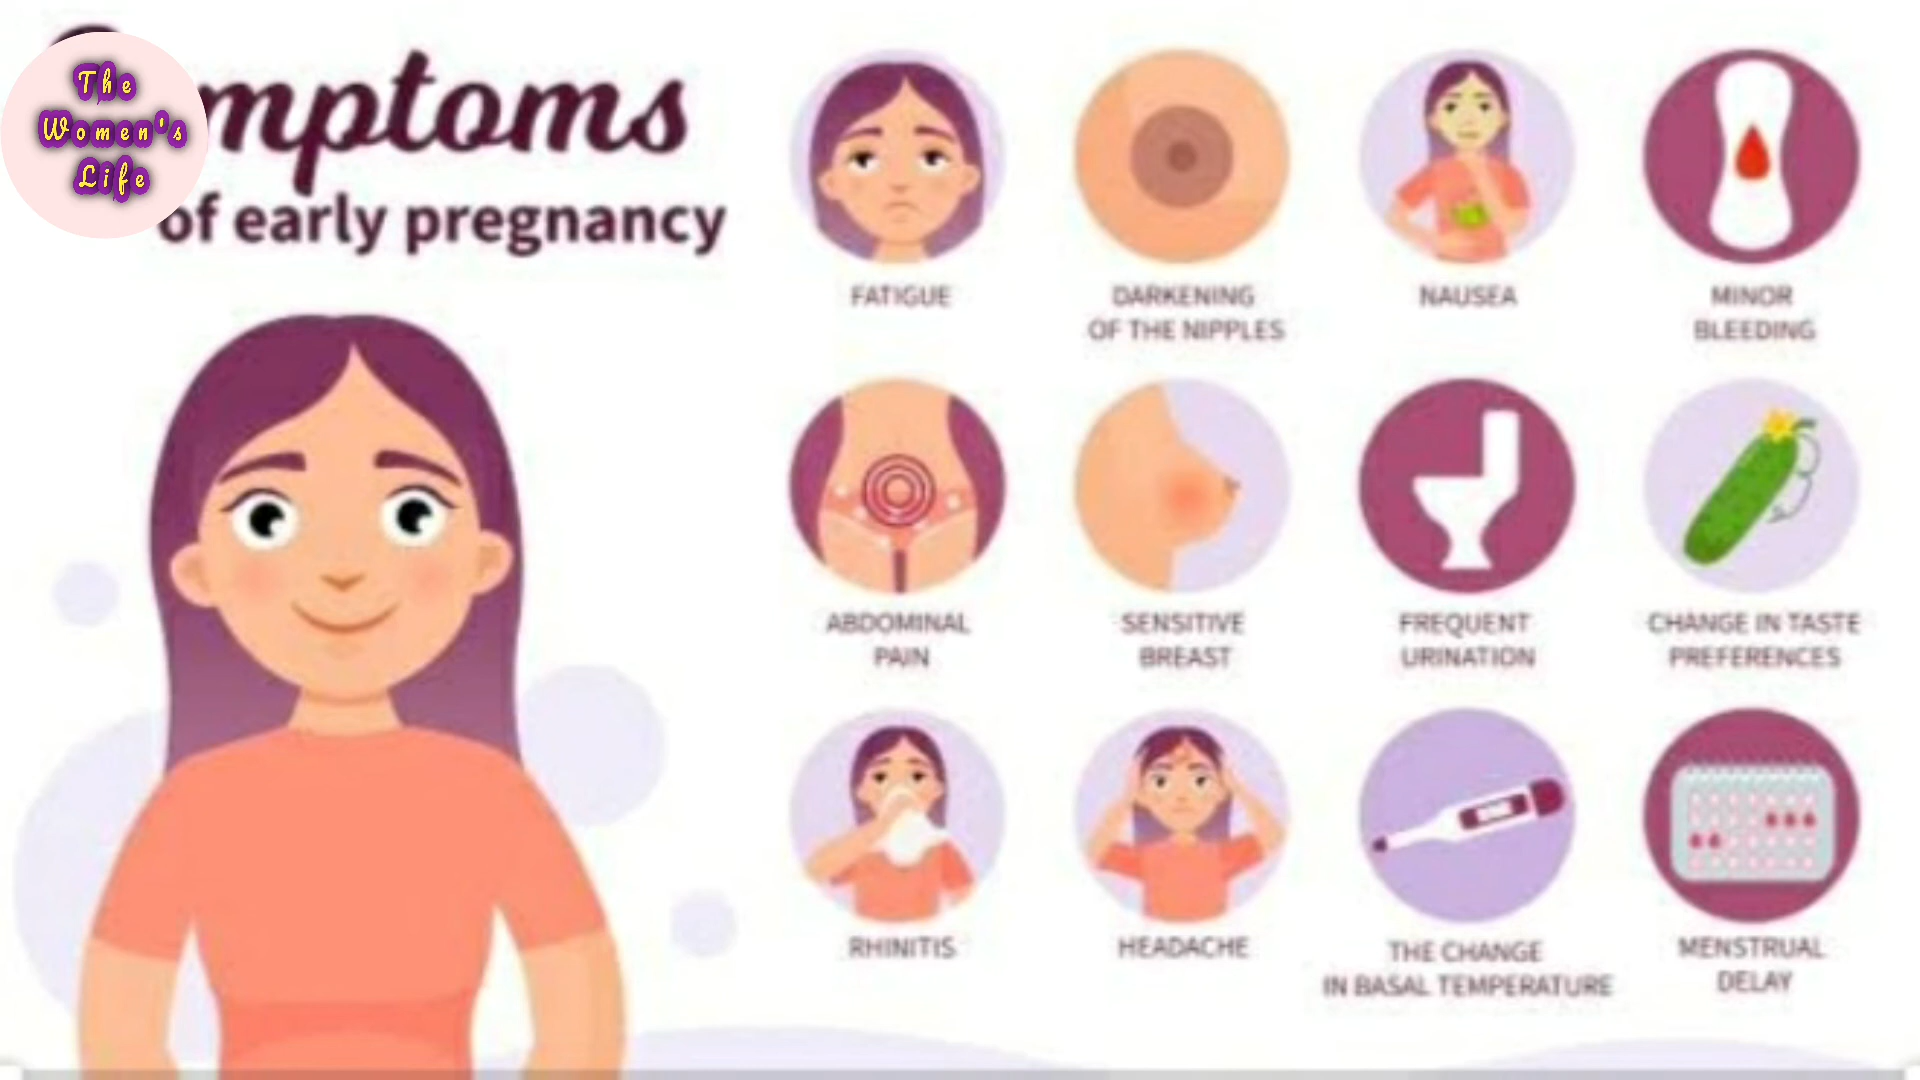 The
Women's
Life
mptoms
of early pregnancy
FATIGUE
DARKENING
OF THE NIPPLES
NAUSEA
MINOR
BLEEDING
ABDOMINAL
PAIN
SENSITIVE
BREAST
FREQUENT
URINATION
CHANGE IN TASTE
PREFERENCES
RHINITIS
HEADACHE
THE CHANGE
IN BASAL TEMPERATURE
MENSTRUAL
DELAY